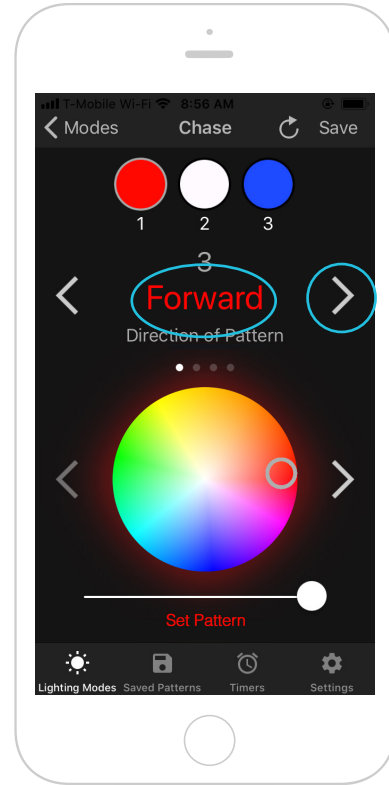 T-Mobile Wi-Fi 8:56 AM
Modes Chase Save
1 2 3
3
Forward
Direction of Pattern
Set Pattern
Lighting Modes Saved Patterns Timers Settings